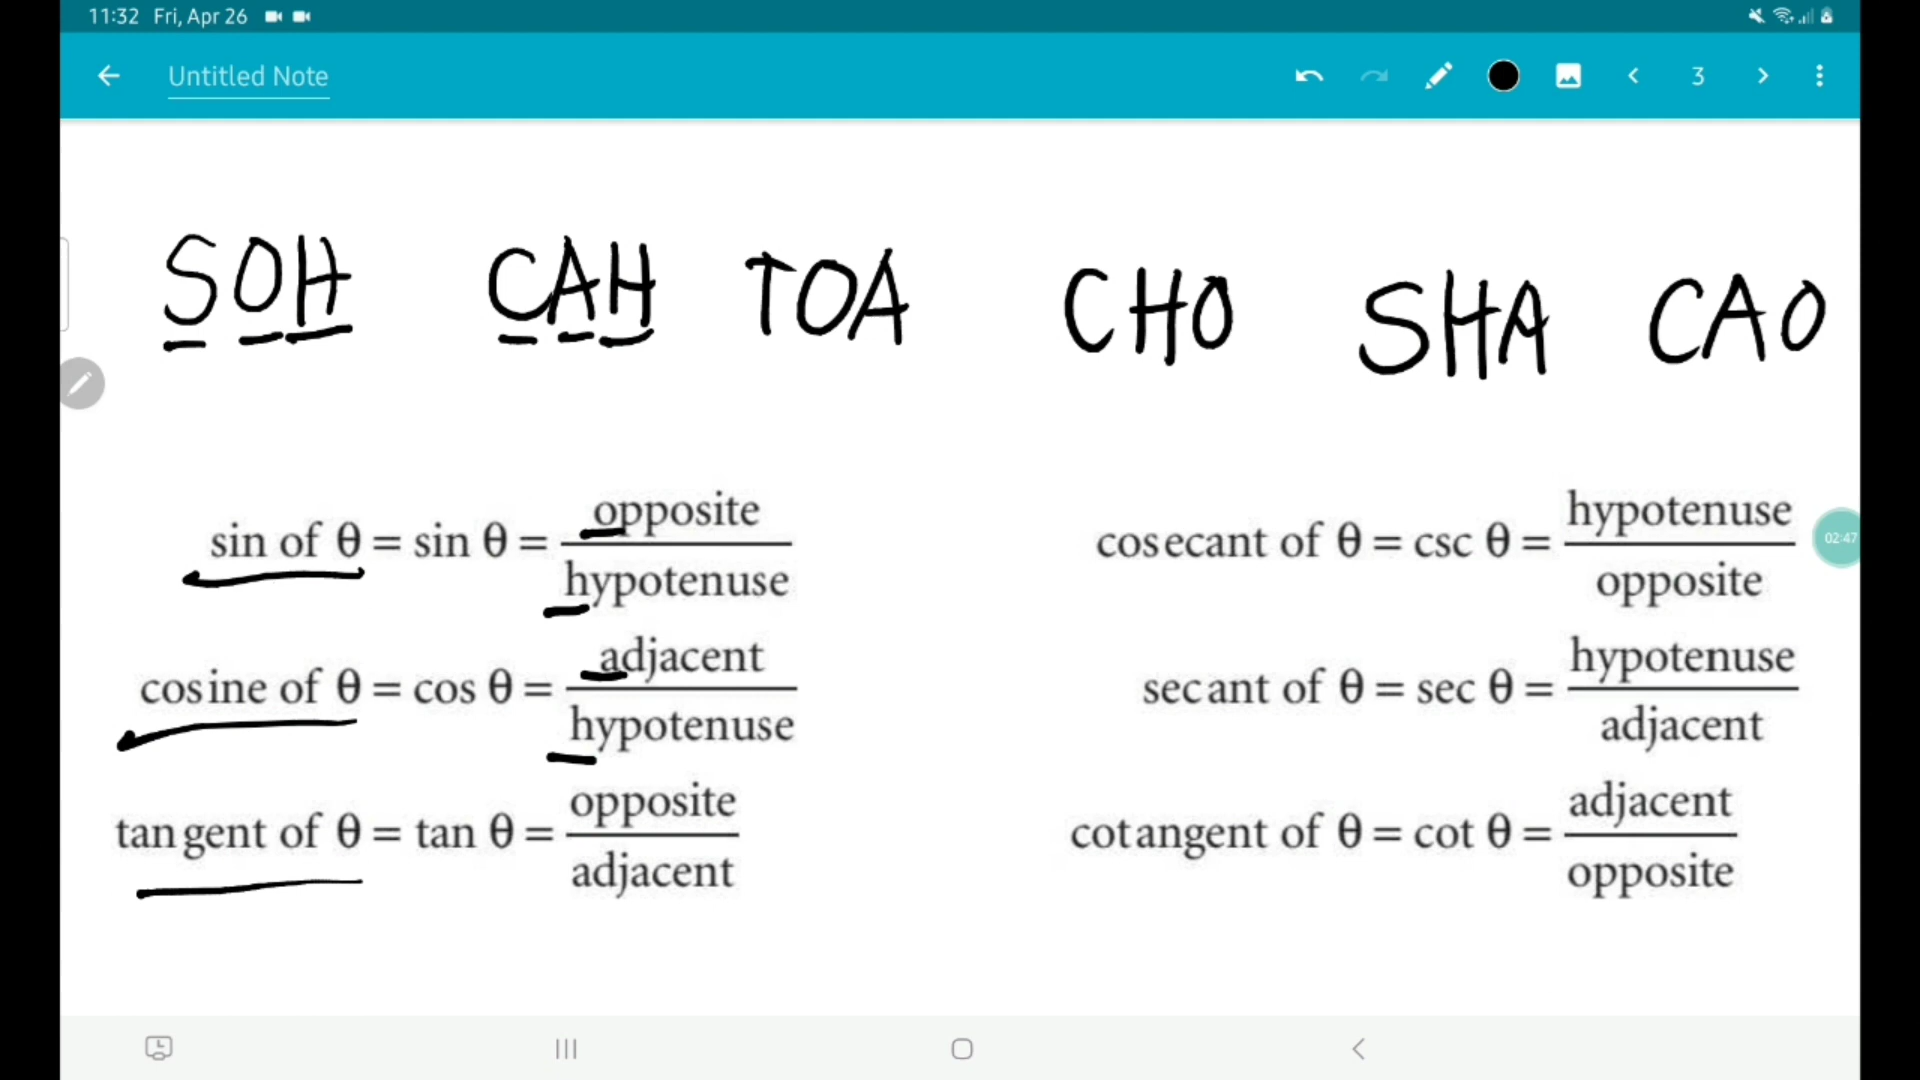 11:32 Fri, Apr 26
Untitled Note
3
SOH CAH TOA CHO SHA CAO
sin of θ = sin θ = opposite / hypotenuse
cosecant of θ = csc θ = hypotenuse / opposite
02:47
cosine of θ = cos θ = adjacent / hypotenuse
secant of θ = sec θ = hypotenuse / adjacent
tangent of θ = tan θ = opposite / adjacent
cotangent of θ = cot θ = adjacent / opposite